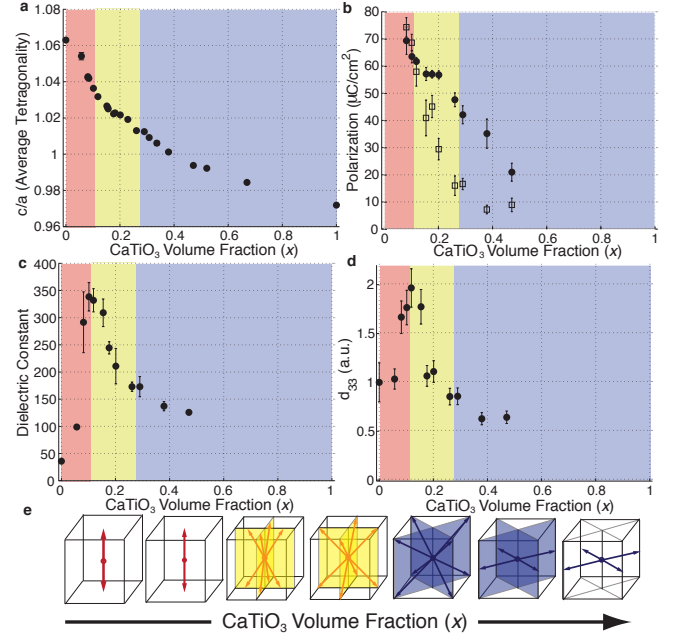 a
1.08
1.06
1.04
1.02
1
0.98
0.96
c/a (Average Tetragonality)
0 0.2 0.4 0.6 0.8 1
CaTiO3 Volume Fraction (x)
b
80
70
60
50
40
30
20
10
0
Polarization (μC/cm²)
0 0.2 0.4 0.6 0.8 1
CaTiO3 Volume Fraction (x)
c
400
350
300
250
200
150
100
50
0
Dielectric Constant
0 0.2 0.4 0.6 0.8 1
CaTiO3 Volume Fraction (x)
d
2
1.5
1
0.5
0
d33 (a.u.)
0 0.2 0.4 0.6 0.8 1
CaTiO3 Volume Fraction (x)
e
CaTiO3 Volume Fraction (x)